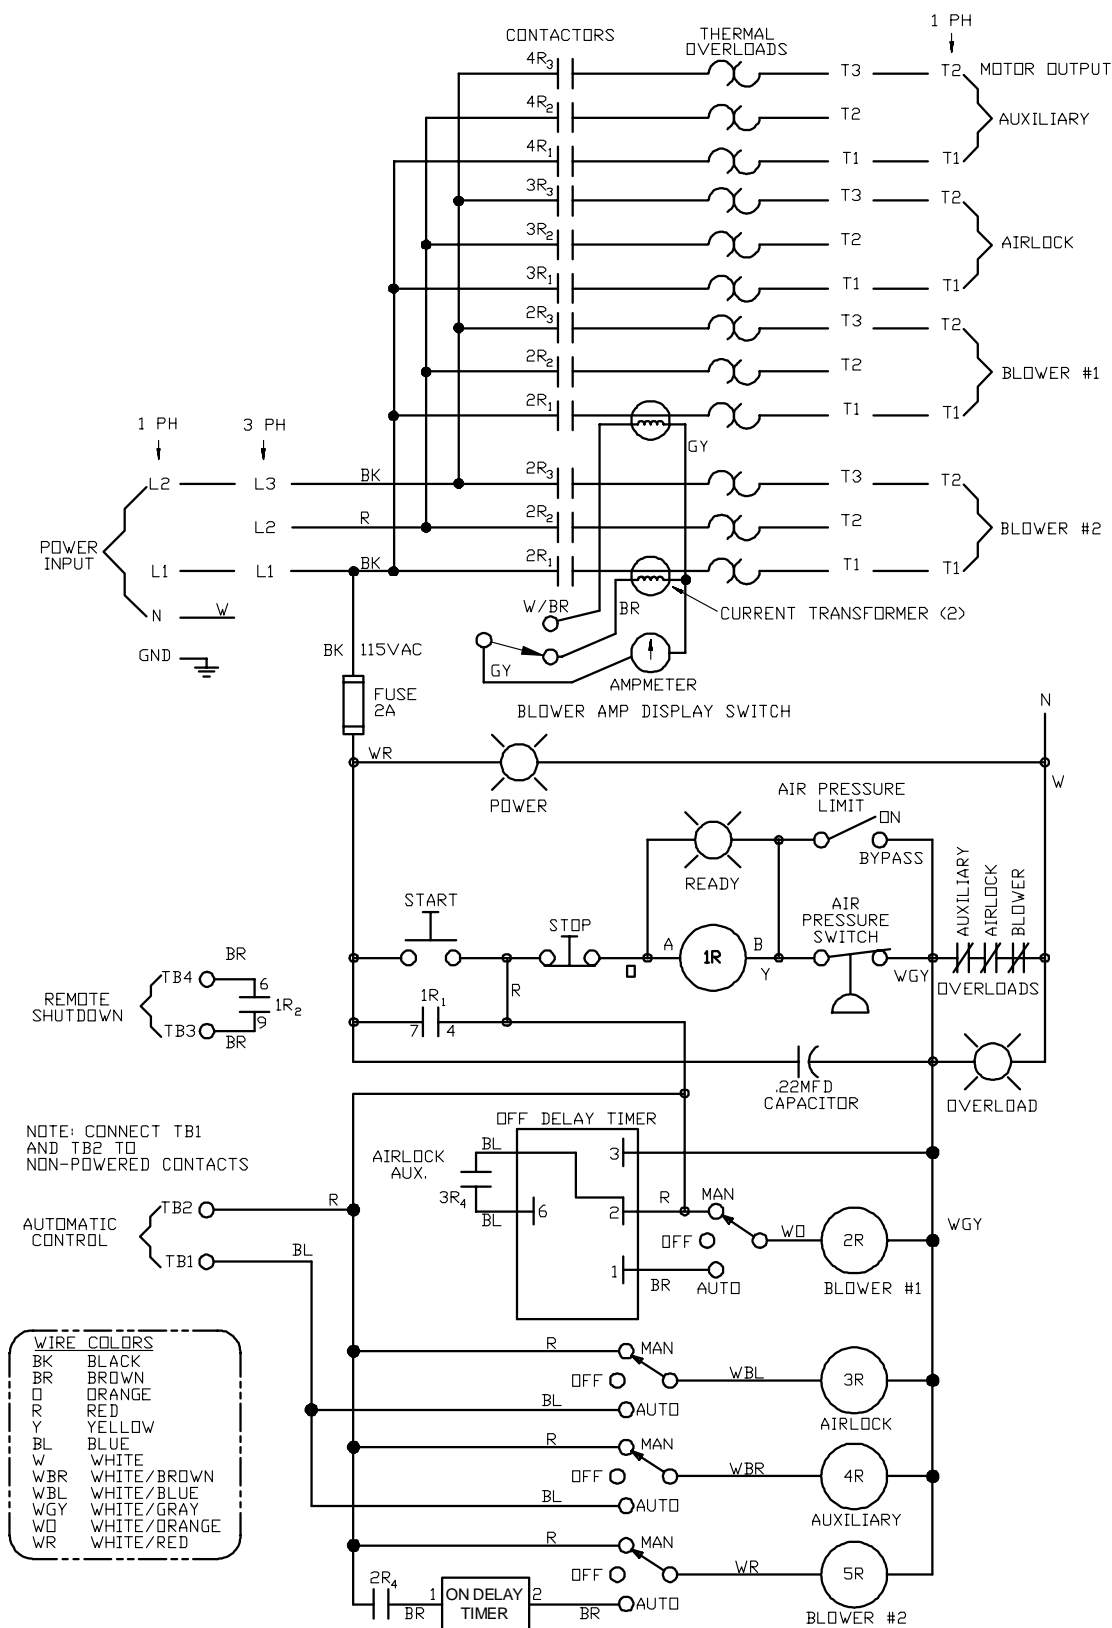 1 PH
CONTACTORS
THERMAL
OVERLOADS
4R3 T3 T2 MOTOR OUTPUT
4R2 T2 AUXILIARY
4R1 T1 T1
3R3 T3 T2
3R2 T2 AIRLOCK
3R1 T1 T1
2R3 T3 T2
2R2 T2 BLOWER #1
2R1 T1 T1
1 PH 3 PH
GY
L2 L3 BK 2R3 T3 T2
L2 R 2R2 T2 BLOWER #2
POWER
INPUT
L1 L1 BK 2R1 T1 T1
N W
W/BR BR CURRENT TRANSFORMER (2)
GND
BK 115VAC
GY
AMPMETER
FUSE
2A
BLOWER AMP DISPLAY SWITCH
N
WR
W
POWER
AIR PRESSURE
LIMIT
ON
BYPASS
READY
AUXILIARY
AIRLOCK
BLOWER
START
STOP
AIR
PRESSURE
SWITCH
A 1R B
O
Y
WGY
OVERLOADS
BR
TB4 6
REMOTE
SHUTDOWN
1R2
TB3 9
BR
R
1R1
7 4
.22MFD
CAPACITOR
OVERLOAD
NOTE: CONNECT TB1
AND TB2 TO
NON-POWERED CONTACTS
OFF DELAY TIMER
BL
3
AIRLOCK
AUX.
3R4
BL
6 2 R MAN
TB2 R
AUTOMATIC
CONTROL
TB1 BL
OFF WO 2R
WGY
1 BR AUTO
BLOWER #1
WIRE COLORS
BK BLACK
BR BROWN
O ORANGE
R RED
Y YELLOW
BL BLUE
W WHITE
WBR WHITE/BROWN
WBL WHITE/BLUE
WGY WHITE/GRAY
WO WHITE/ORANGE
WR WHITE/RED
R MAN
OFF WBL 3R
BL AUTO
AIRLOCK
R MAN
OFF WBR 4R
BL AUTO
AUXILIARY
R MAN
OFF WR 5R
2R4 BR 1 ON DELAY
TIMER 2 BR AUTO
BLOWER #2